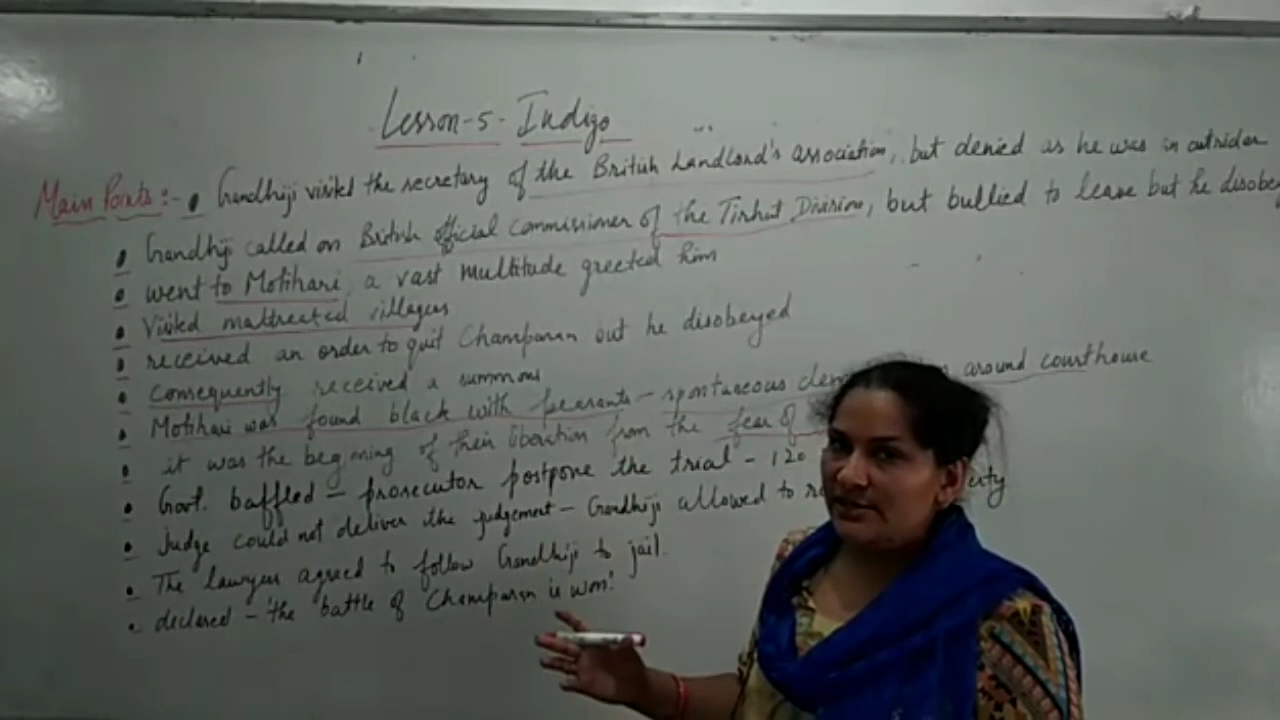 Lesson-5- Indigo
Main Points:- • Gandhiji visited the secretary of the British Landlord's association, but denied as he was an outsider
• Gandhiji called on British official commissioner of the Tirhut Division, but bullied to leave but he disobey
• went to Motihari, a vast multitude greeted him
• Visited maltreated villagers
• received an order to quit Champaran but he disobeyed
• Consequently received a summons
• Motihari was found black with peasants - spontaneous dem around courthouse
• it was the beginning of their liberation from the fear of
• Govt. baffled - prosecutor postpone the trial - 120
• Judge could not deliver the judgement - Gandhiji allowed to erty
• The lawyers agreed to follow Gandhiji to jail.
• declared - 'the battle of Champaran is won!'